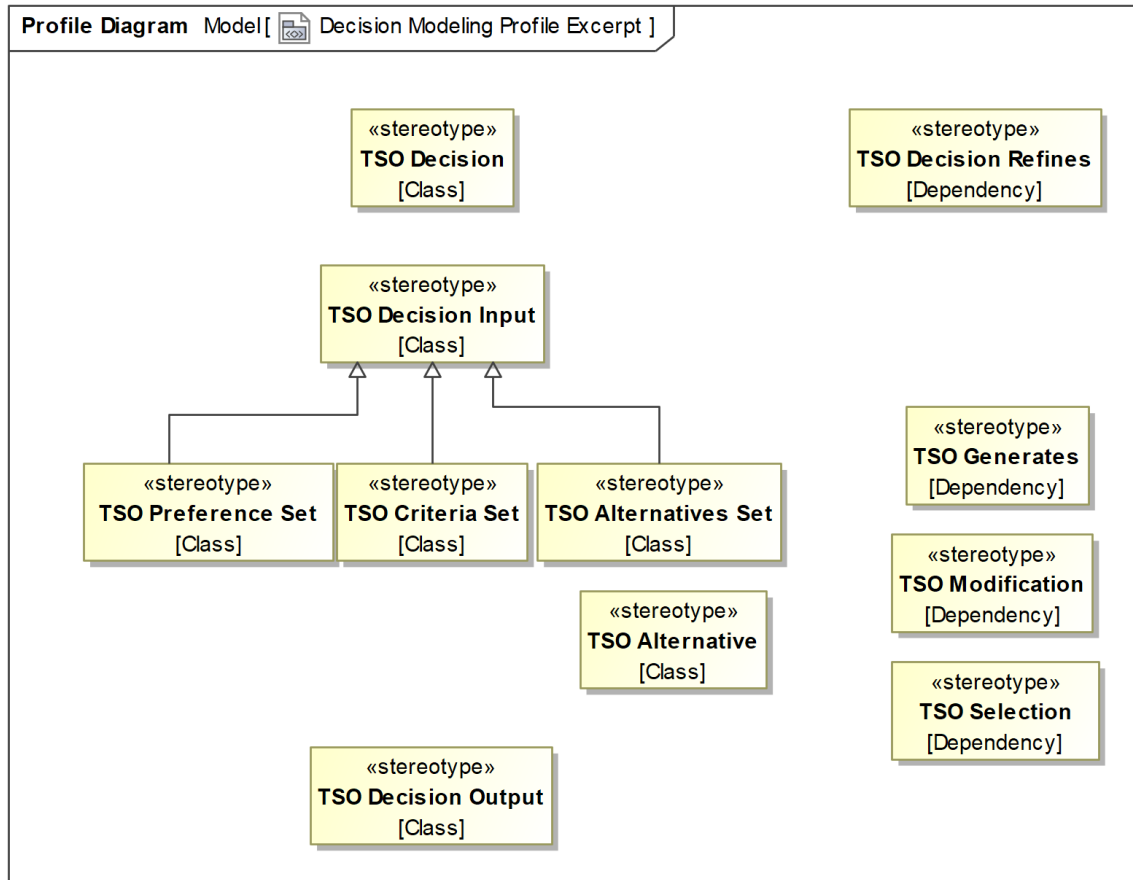 Profile Diagram Model [ Decision Modeling Profile Excerpt ]
«stereotype»
TSO Decision
[Class]
«stereotype»
TSO Decision Refines
[Dependency]
«stereotype»
TSO Decision Input
[Class]
«stereotype»
TSO Generates
[Dependency]
«stereotype»
TSO Preference Set
[Class]
«stereotype»
TSO Criteria Set
[Class]
«stereotype»
TSO Alternatives Set
[Class]
«stereotype»
TSO Modification
[Dependency]
«stereotype»
TSO Alternative
[Class]
«stereotype»
TSO Selection
[Dependency]
«stereotype»
TSO Decision Output
[Class]